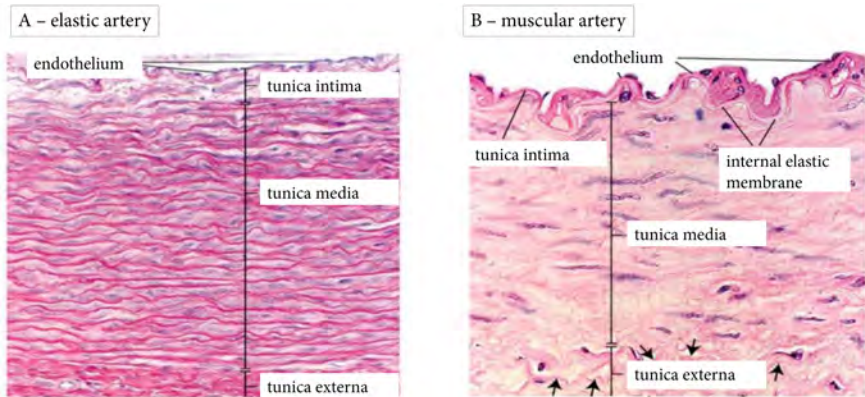 A – elastic artery
endothelium
tunica intima
tunica media
tunica externa
B – muscular artery
endothelium
tunica intima
internal elastic
membrane
tunica media
tunica externa